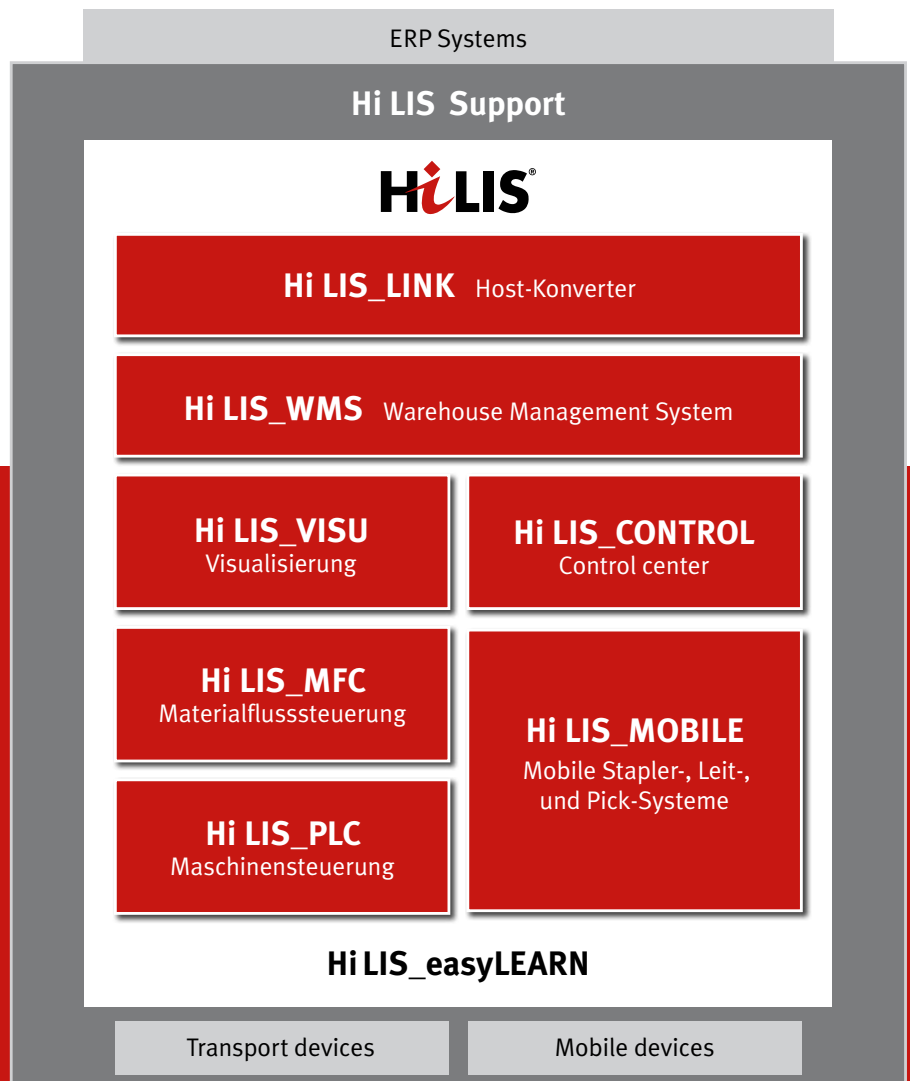 ERP Systems
Hi LIS Support
HiLIS®
Hi LIS_LINK Host-Konverter
Hi LIS_WMS Warehouse Management System
Hi LIS_VISU
Visualisierung
Hi LIS_CONTROL
Control center
Hi LIS_MFC
Materialflusssteuerung
Hi LIS_MOBILE
Mobile Stapler-, Leit-,
und Pick-Systeme
Hi LIS_PLC
Maschinensteuerung
Hi LIS_easyLEARN
Transport devices
Mobile devices